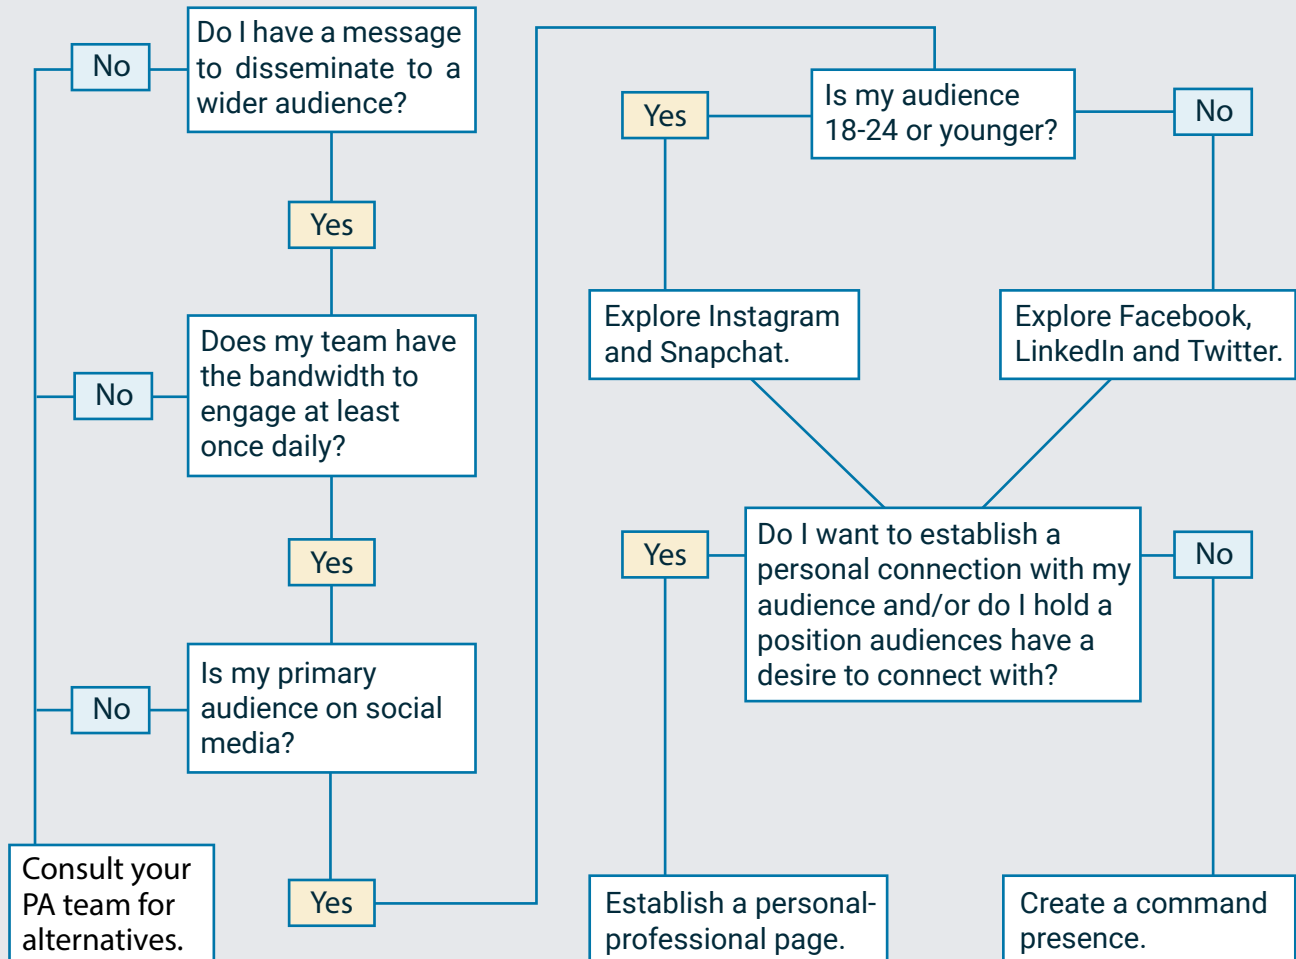 Do I have a message
to disseminate to a
wider audience?
No
Yes
Does my team have
the bandwidth to
engage at least
once daily?
No
Yes
Is my primary
audience on social
media?
No
Yes
Consult your
PA team for
alternatives.
Is my audience
18-24 or younger?
Yes
No
Explore Instagram
and Snapchat.
Explore Facebook,
LinkedIn and Twitter.
Do I want to establish a
personal connection with my
audience and/or do I hold a
position audiences have a
desire to connect with?
Yes
No
Establish a personal-
professional page.
Create a command
presence.